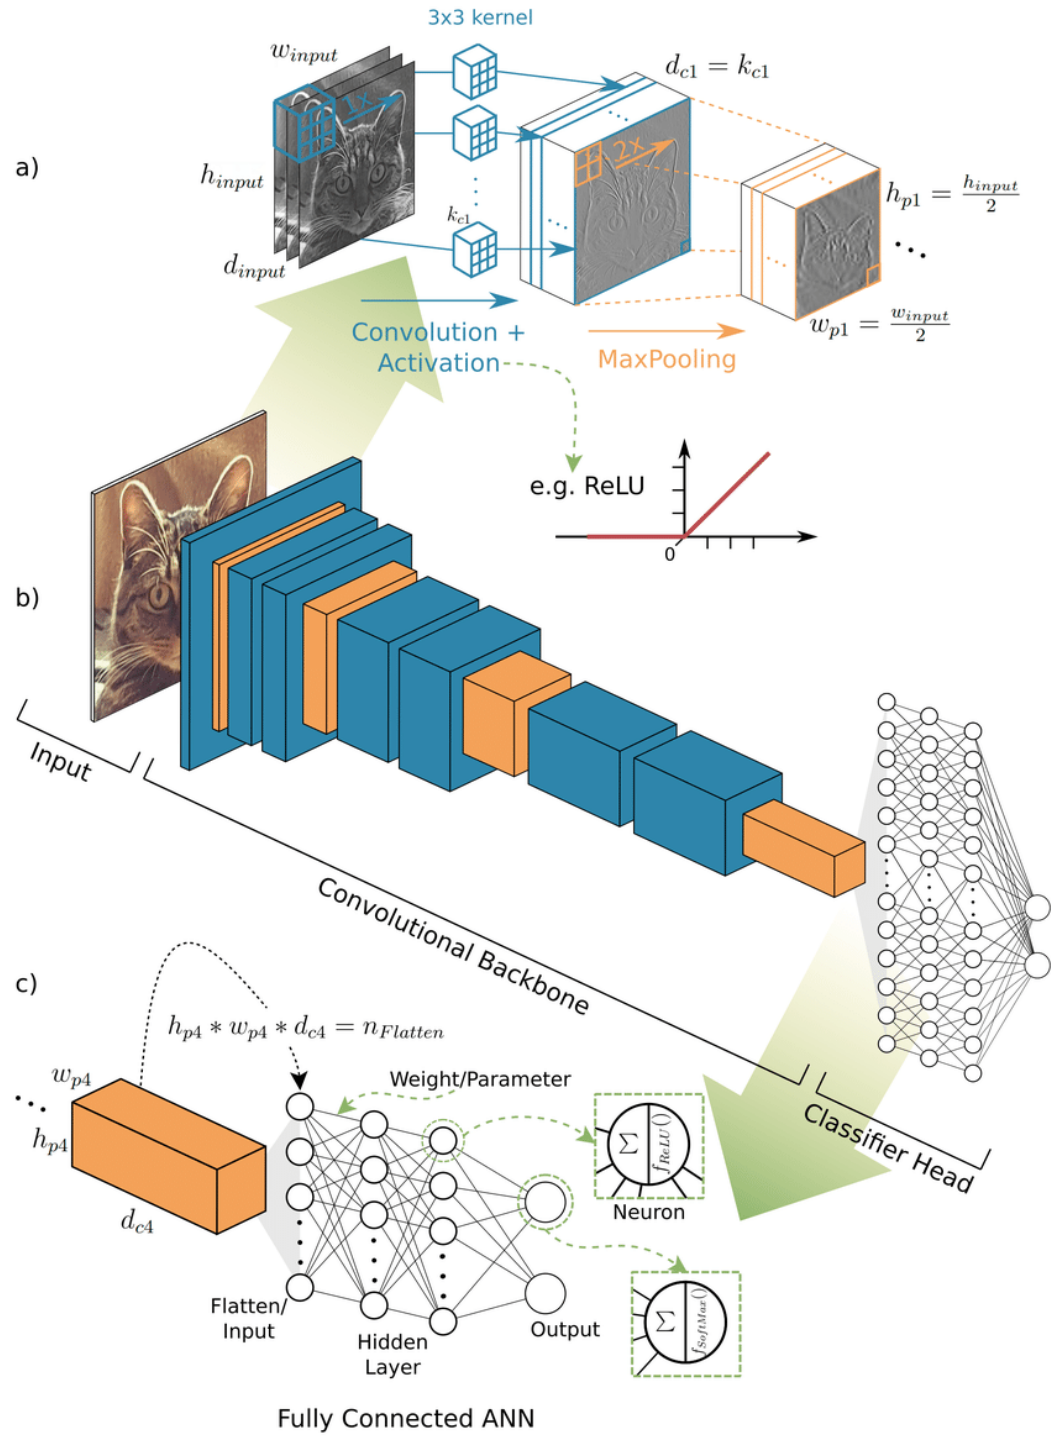 3x3 kernel
w_input
d_c1 = k_c1
1x
2x
a)
h_input
k_c1
h_p1 = h_input/2
d_input
w_p1 = w_input/2
Convolution +
Activation
MaxPooling
e.g. ReLU
0
b)
Input
Convolutional Backbone
Classifier Head
c)
h_p4 * w_p4 * d_c4 = n_Flatten
w_p4
h_p4
d_c4
Weight/Parameter
Σ f_ReLU()
Neuron
Σ f_SoftMax()
Flatten/
Input
Hidden
Layer
Output
Fully Connected ANN